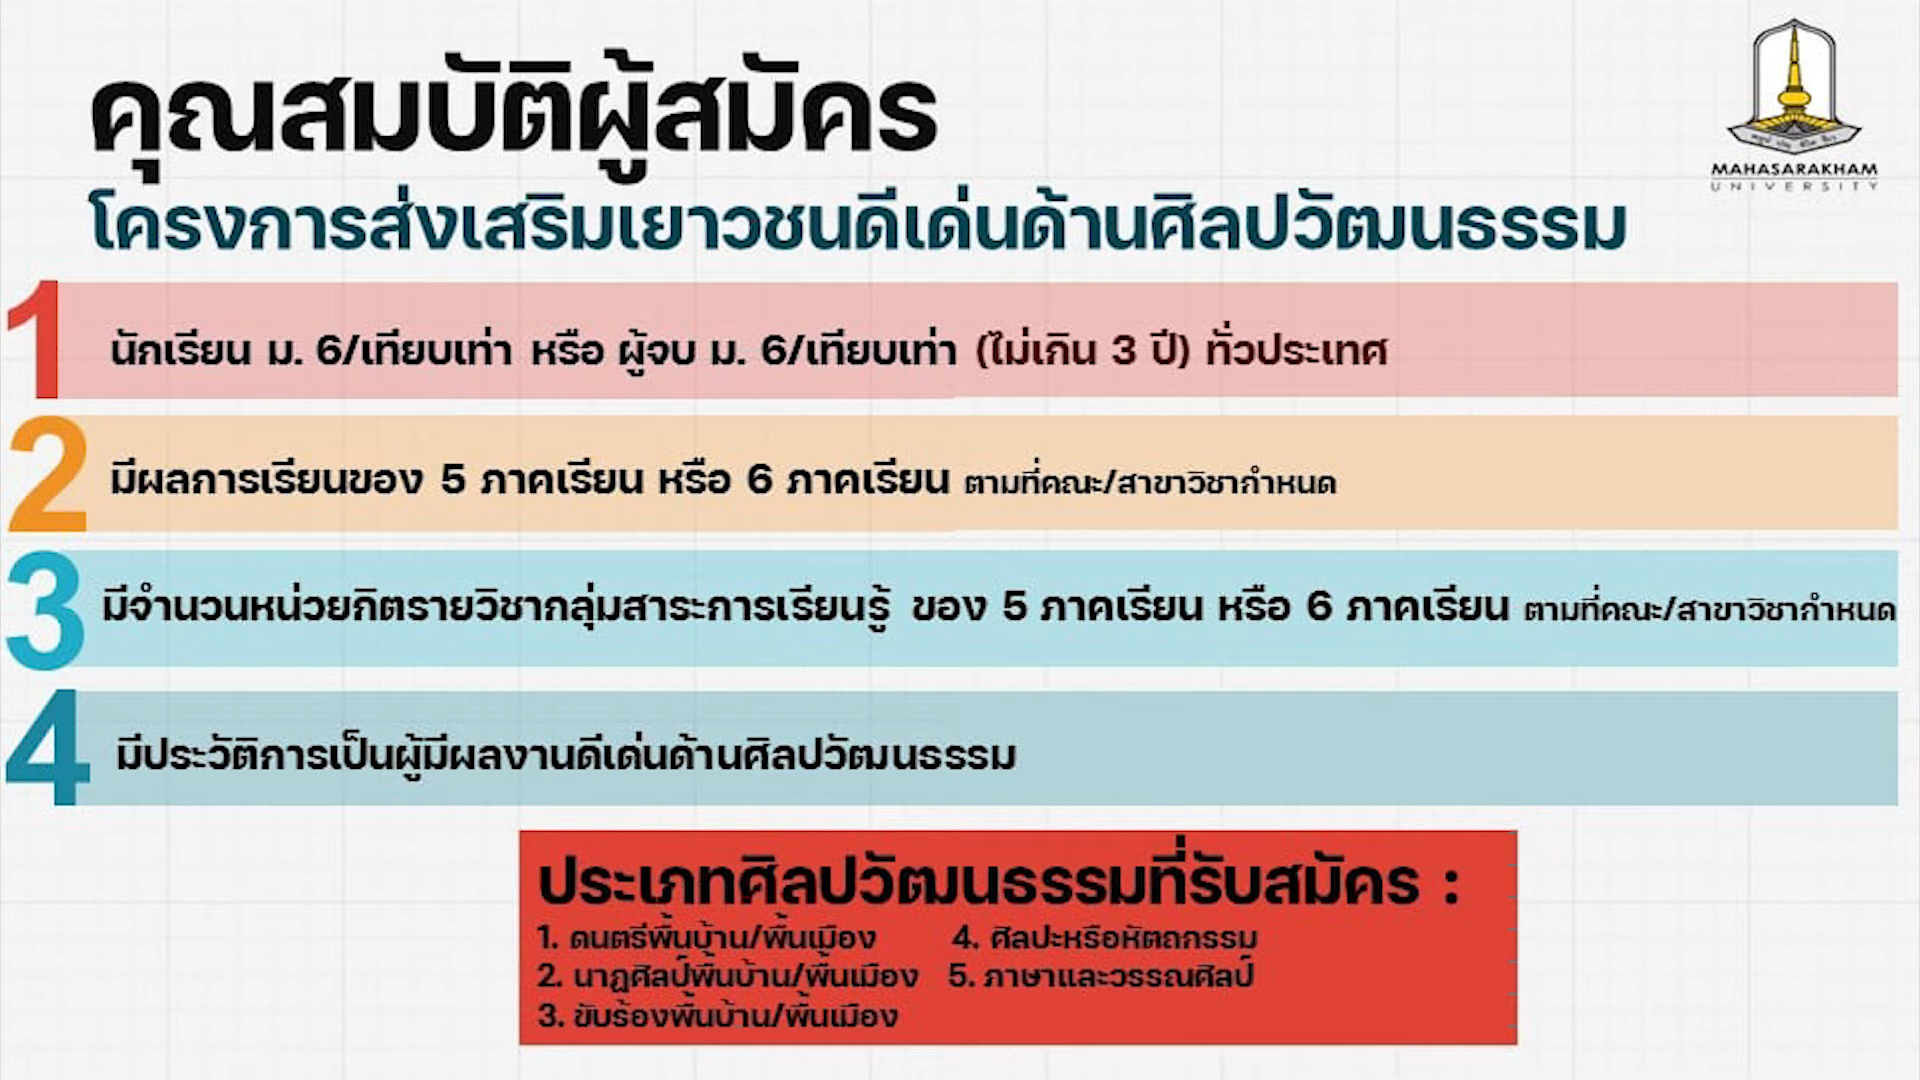 คุณสมบัติผู้สมัคร
โครงการส่งเสริมเยาวชนดีเด่นด้านศิลปวัฒนธรรม
MAHASARAKHAM
UNIVERSITY
1 นักเรียน ม. 6/เทียบเท่า หรือ ผู้จบ ม. 6/เทียบเท่า (ไม่เกิน 3 ปี) ทั่วประเทศ
2 มีผลการเรียนของ 5 ภาคเรียน หรือ 6 ภาคเรียน ตามที่คณะ/สาขาวิชากำหนด
3 มีจำนวนหน่วยกิตรายวิชากลุ่มสาระการเรียนรู้ ของ 5 ภาคเรียน หรือ 6 ภาคเรียน ตามที่คณะ/สาขาวิชากำหนด
4 มีประวัติการเป็นผู้มีผลงานดีเด่นด้านศิลปวัฒนธรรม
ประเภทศิลปวัฒนธรรมที่รับสมัคร :
1. ดนตรีพื้นบ้าน/พื้นเมือง
2. นาฏศิลป์พื้นบ้าน/พื้นเมือง
3. ขับร้องพื้นบ้าน/พื้นเมือง
4. ศิลปะหรือหัตถกรรม
5. ภาษาและวรรณศิลป์